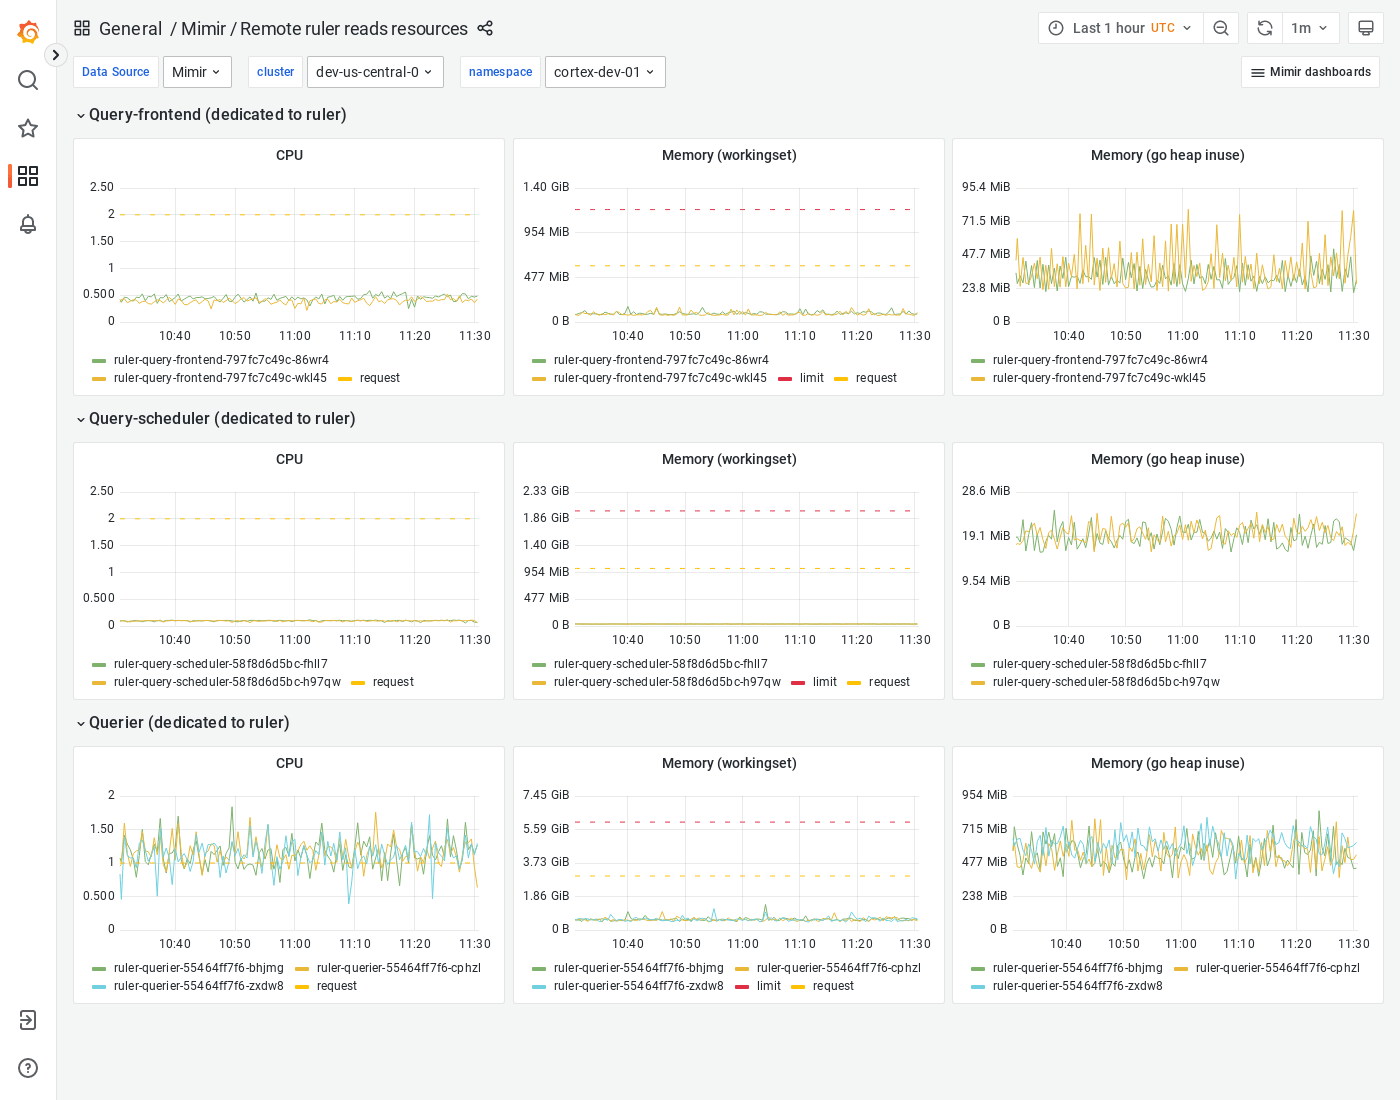 General / Mimir / Remote ruler reads resources
Last 1 hour UTC
1m
Data Source Mimir
cluster dev-us-central-0
namespace cortex-dev-01
Mimir dashboards
Query-frontend (dedicated to ruler)
CPU
2.50
2
1.50
1
0.500
0
10:40 10:50 11:00 11:10 11:20 11:30
ruler-query-frontend-797fc7c49c-86wr4
ruler-query-frontend-797fc7c49c-wkl45 request
Memory (workingset)
1.40 GiB
954 MiB
477 MiB
0 B
10:40 10:50 11:00 11:10 11:20 11:30
ruler-query-frontend-797fc7c49c-86wr4
ruler-query-frontend-797fc7c49c-wkl45 limit request
Memory (go heap inuse)
95.4 MiB
71.5 MiB
47.7 MiB
23.8 MiB
0 B
10:40 10:50 11:00 11:10 11:20 11:30
ruler-query-frontend-797fc7c49c-86wr4
ruler-query-frontend-797fc7c49c-wkl45
Query-scheduler (dedicated to ruler)
CPU
2.50
2
1.50
1
0.500
0
10:40 10:50 11:00 11:10 11:20 11:30
ruler-query-scheduler-58f8d6d5bc-fhll7
ruler-query-scheduler-58f8d6d5bc-h97qw request
Memory (workingset)
2.33 GiB
1.86 GiB
1.40 GiB
954 MiB
477 MiB
0 B
10:40 10:50 11:00 11:10 11:20 11:30
ruler-query-scheduler-58f8d6d5bc-fhll7
ruler-query-scheduler-58f8d6d5bc-h97qw limit request
Memory (go heap inuse)
28.6 MiB
19.1 MiB
9.54 MiB
0 B
10:40 10:50 11:00 11:10 11:20 11:30
ruler-query-scheduler-58f8d6d5bc-fhll7
ruler-query-scheduler-58f8d6d5bc-h97qw
Querier (dedicated to ruler)
CPU
2
1.50
1
0.500
0
10:40 10:50 11:00 11:10 11:20 11:30
ruler-querier-55464ff7f6-bhjmg ruler-querier-55464ff7f6-cphzl
ruler-querier-55464ff7f6-zxdw8 request
Memory (workingset)
7.45 GiB
5.59 GiB
3.73 GiB
1.86 GiB
0 B
10:40 10:50 11:00 11:10 11:20 11:30
ruler-querier-55464ff7f6-bhjmg ruler-querier-55464ff7f6-cphzl
ruler-querier-55464ff7f6-zxdw8 limit request
Memory (go heap inuse)
954 MiB
715 MiB
477 MiB
238 MiB
0 B
10:40 10:50 11:00 11:10 11:20 11:30
ruler-querier-55464ff7f6-bhjmg ruler-querier-55464ff7f6-cphzl
ruler-querier-55464ff7f6-zxdw8